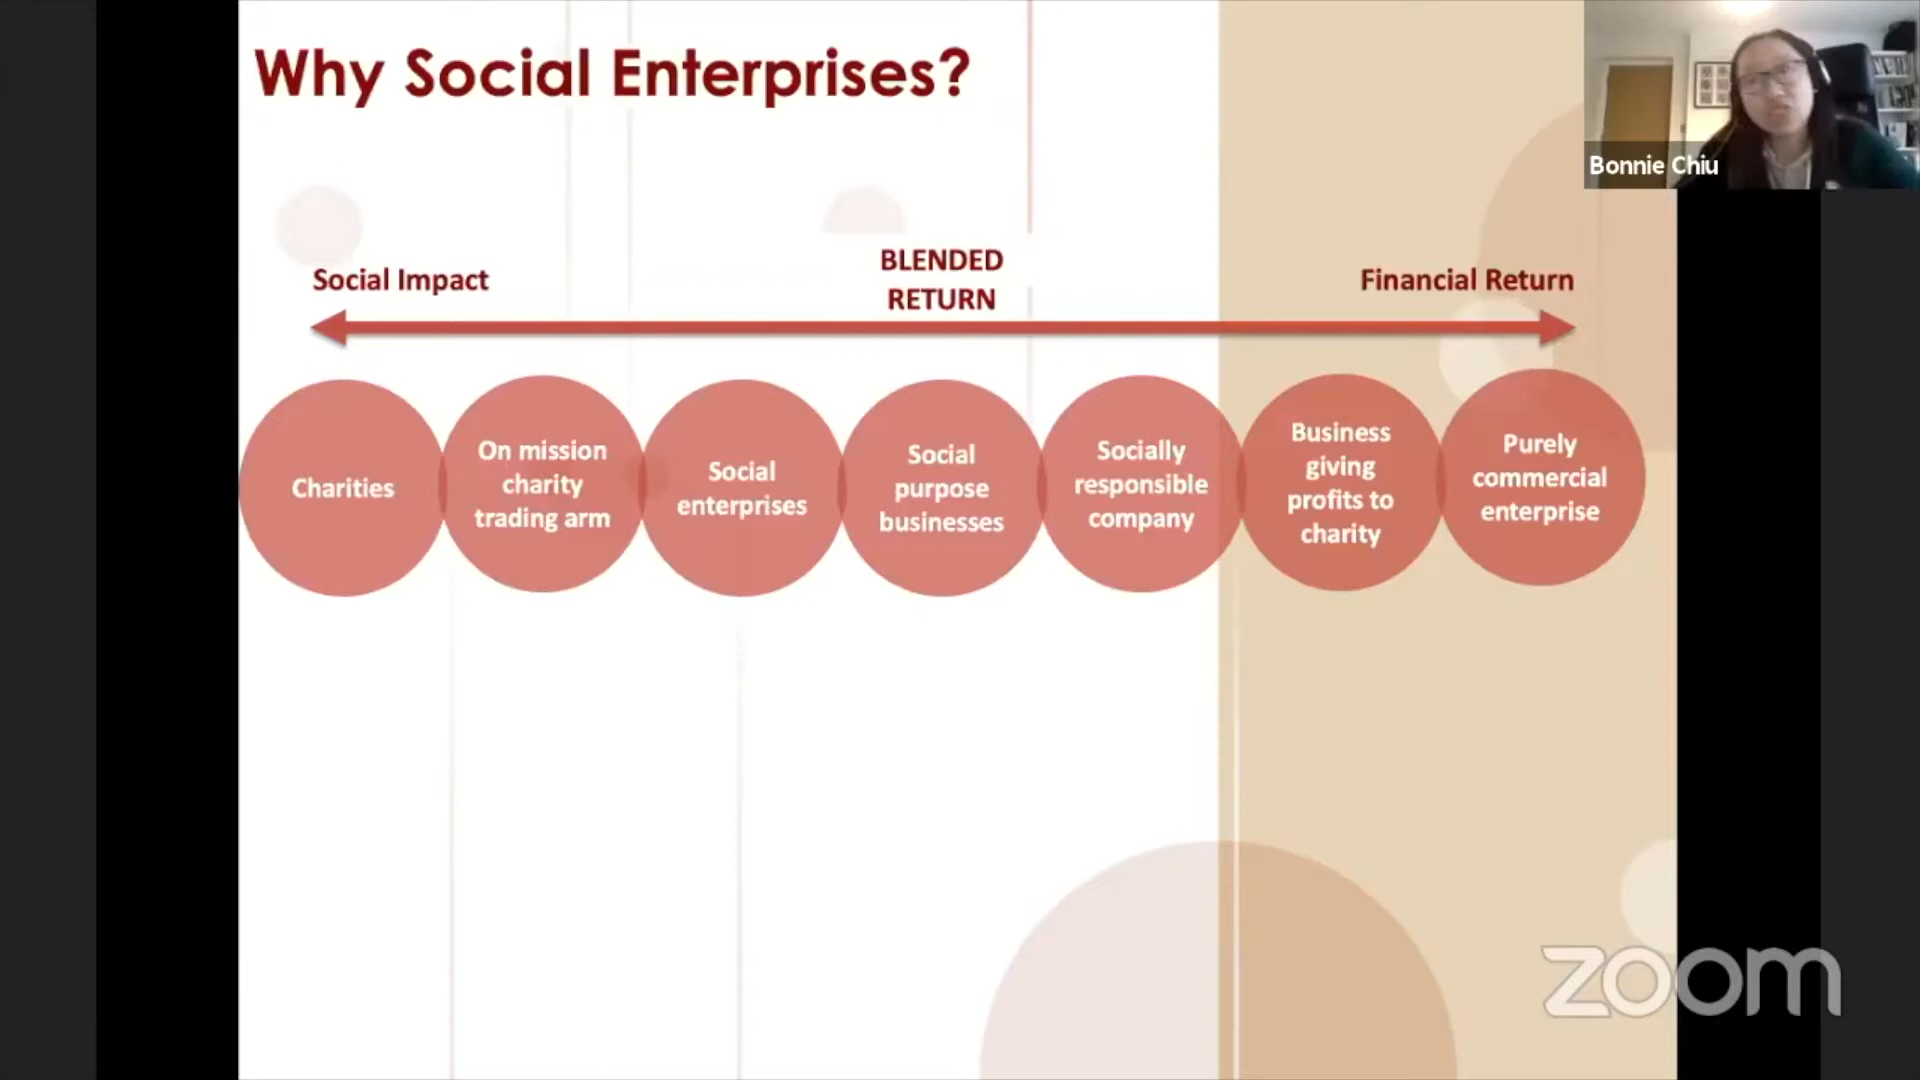 Why Social Enterprises?
Bonnie Chiu
Social Impact
BLENDED
RETURN
Financial Return
Charities
On mission
charity
trading arm
Social
enterprises
Social
purpose
businesses
Socially
responsible
company
Business
giving
profits to
charity
Purely
commercial
enterprise
zoom